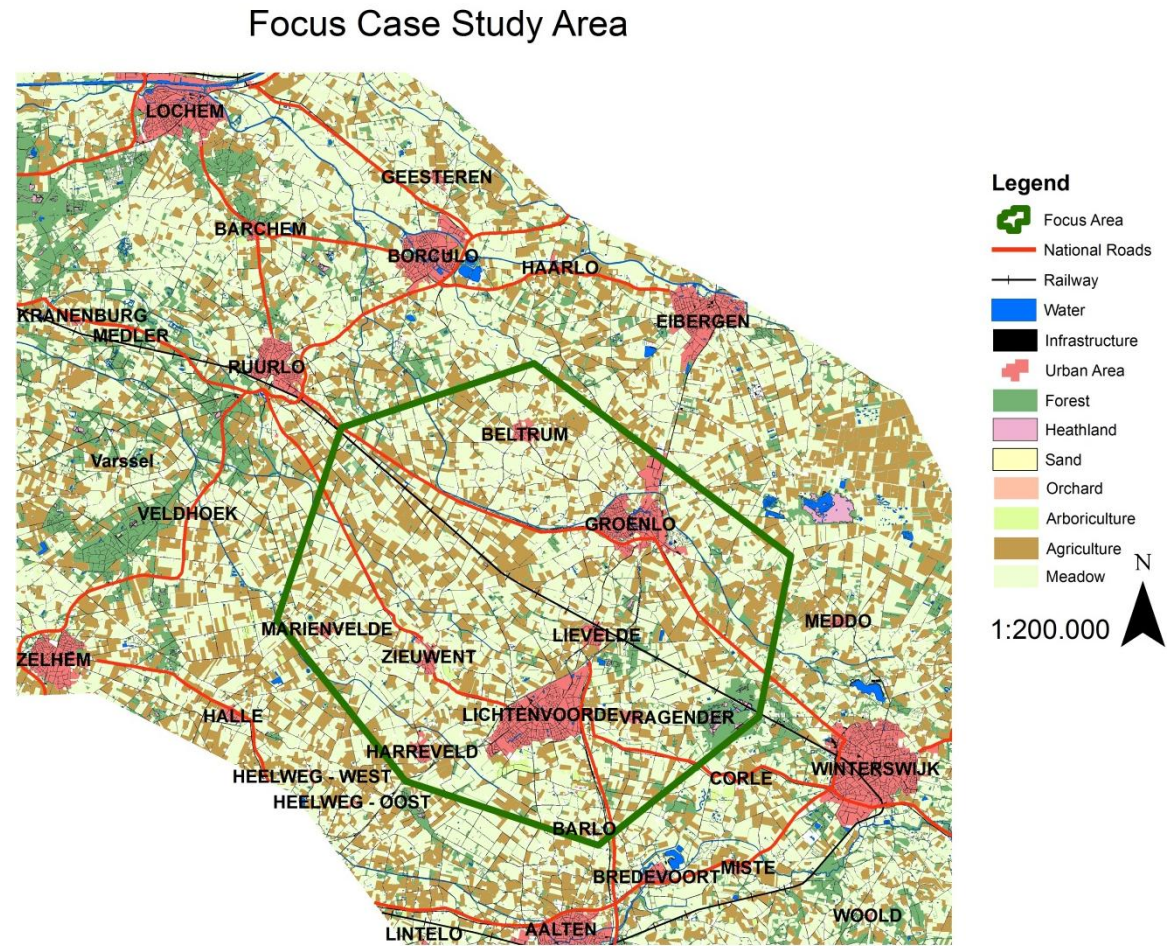 Focus Case Study Area
LOCHEM
GEESTEREN
BARCHEM
BORCULO
HAARLO
KRANENBURG
MEDLER
EIBERGEN
RUURLO
BELTRUM
Varssel
VELDHOEK
GROENLO
MARIENVELDE
LIEVELDE
MEDDO
ZIEUWENT
ZELHEM
HALLE
LICHTENVOORDE
VRAGENDER
HARREVELD
HEELWEG - WEST
CORLE
WINTERSWIJK
HEELWEG - OOST
BARLO
BREDEVOORT
MISTE
WOOLD
LINTELO
AALTEN
Legend
Focus Area
National Roads
Railway
Water
Infrastructure
Urban Area
Forest
Heathland
Sand
Orchard
Arboriculture
Agriculture
Meadow
N
1:200.000